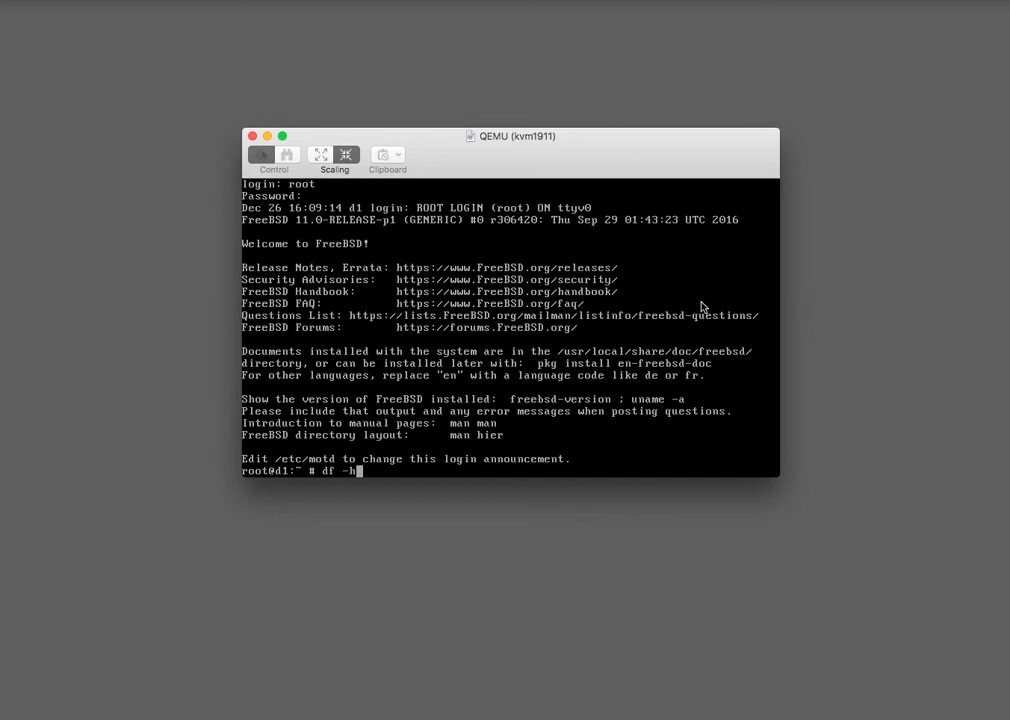 QEMU (kvm1911)
Control
Scaling
Clipboard
login: root
Password:
Dec 26 16:09:14 d1 login: ROOT LOGIN (root) ON ttyv0
FreeBSD 11.0-RELEASE-p1 (GENERIC) #0 r306420: Thu Sep 29 01:43:23 UTC 2016
Welcome to FreeBSD!
Release Notes, Errata: https://www.FreeBSD.org/releases/
Security Advisories:   https://www.FreeBSD.org/security/
FreeBSD Handbook:      https://www.FreeBSD.org/handbook/
FreeBSD FAQ:           https://www.FreeBSD.org/faq/
Questions List: https://lists.FreeBSD.org/mailman/listinfo/freebsd-questions/
FreeBSD Forums:        https://forums.FreeBSD.org/
Documents installed with the system are in the /usr/local/share/doc/freebsd/
directory, or can be installed later with:  pkg install en-freebsd-doc
For other languages, replace "en" with a language code like de or fr.
Show the version of FreeBSD installed:  freebsd-version ; uname -a
Please include that output and any error messages when posting questions.
Introduction to manual pages:  man man
FreeBSD directory layout:      man hier
Edit /etc/motd to change this login announcement.
root@d1:~ # df -h